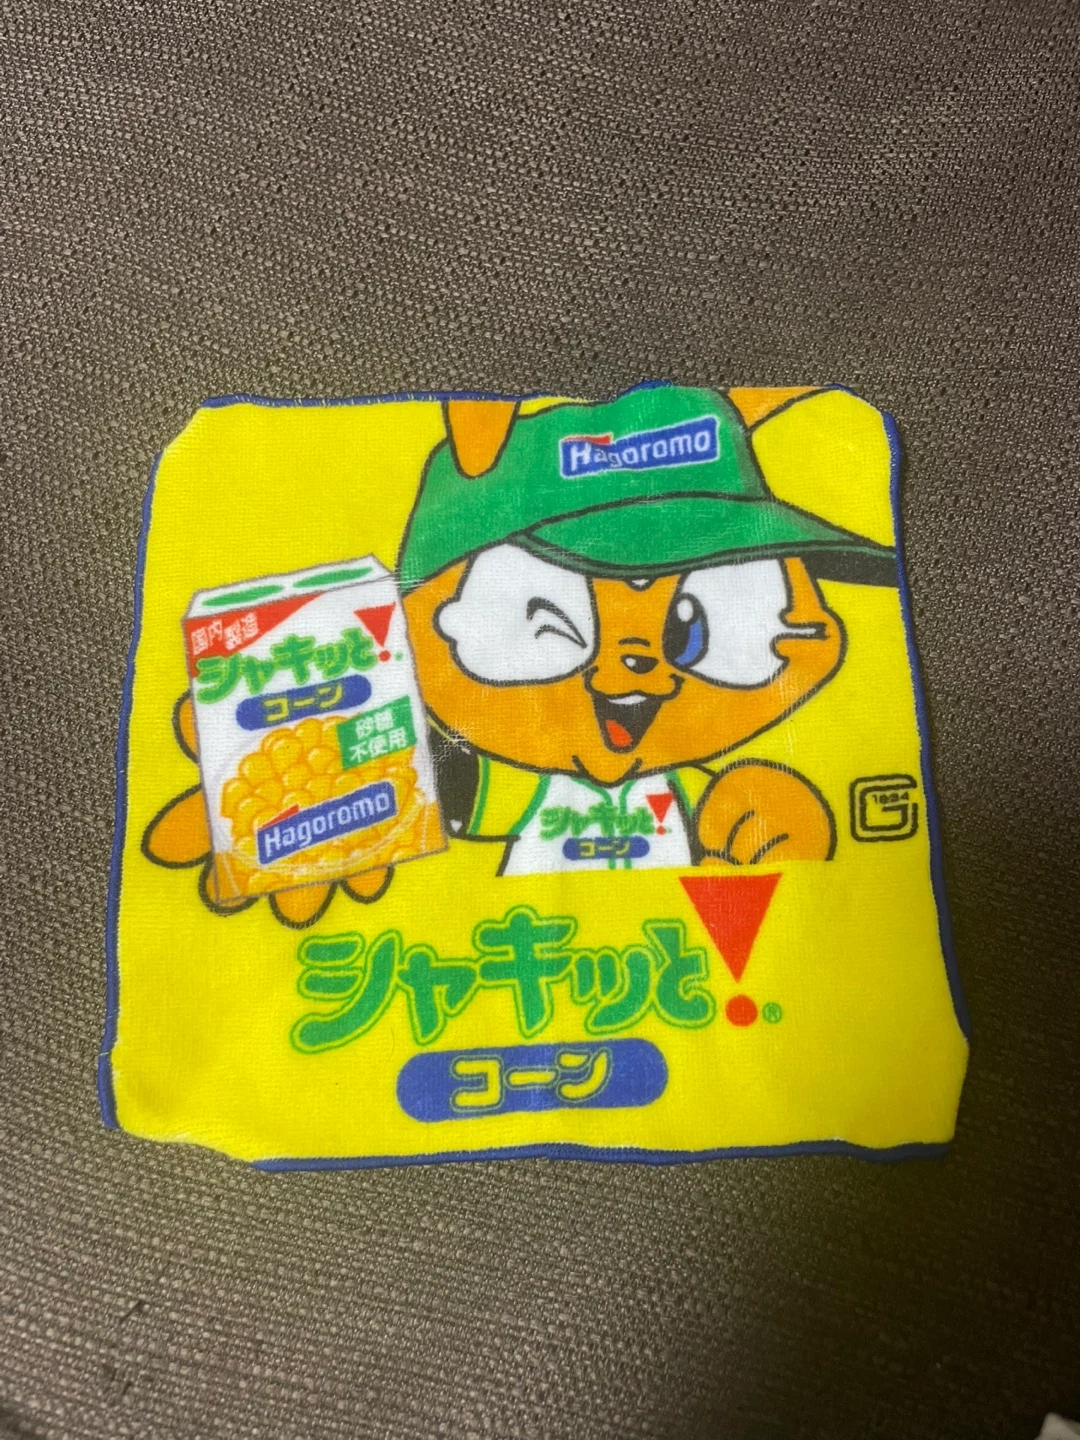 Hagoromo
国内製造
シャキッと!
コーン
砂糖
不使用
Hagoromo
シャキッと!
コーン
1934
G
シャキッと!®
コーン